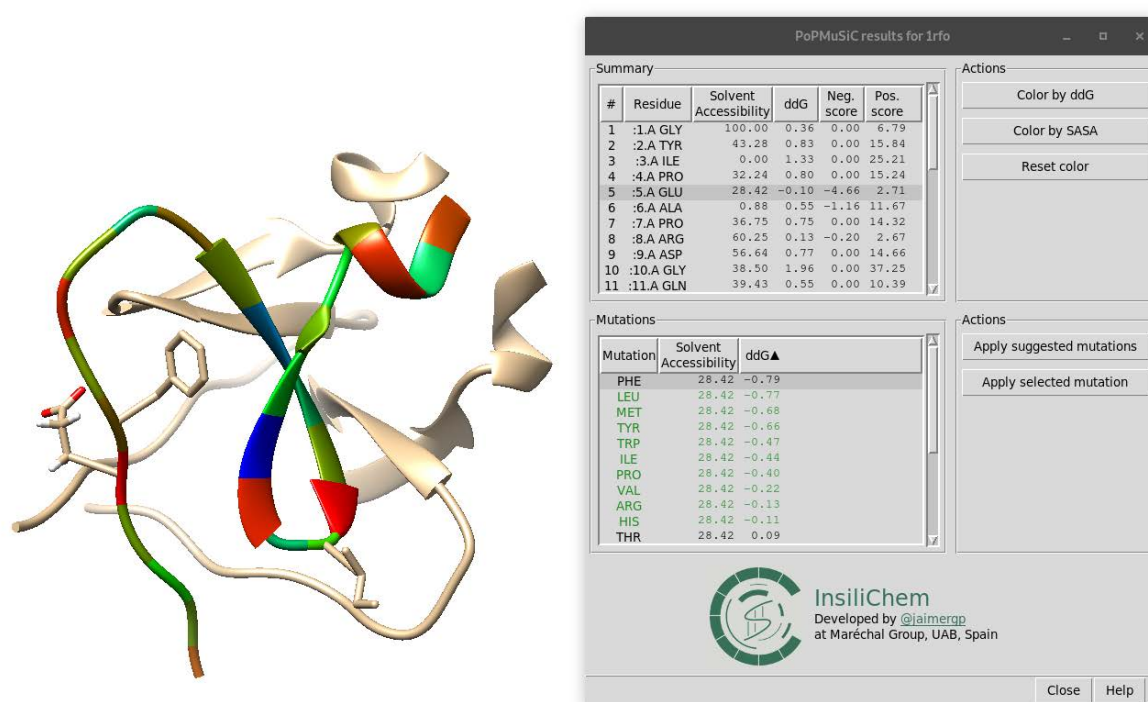 PoPMuSiC results for 1rfo
Summary
# Residue Solvent Accessibility ddG Neg. score Pos. score
1 :1.A GLY 100.00 0.36 0.00 6.79
2 :2.A TYR 43.28 0.83 0.00 15.84
3 :3.A ILE 0.00 1.33 0.00 25.21
4 :4.A PRO 32.24 0.80 0.00 15.24
5 :5.A GLU 28.42 -0.10 -4.66 2.71
6 :6.A ALA 0.88 0.55 -1.16 11.67
7 :7.A PRO 36.75 0.75 0.00 14.32
8 :8.A ARG 60.25 0.13 -0.20 2.67
9 :9.A ASP 56.64 0.77 0.00 14.66
10 :10.A GLY 38.50 1.96 0.00 37.25
11 :11.A GLN 39.43 0.55 0.00 10.39
Actions
Color by ddG
Color by SASA
Reset color
Mutations
Mutation Solvent Accessibility ddG▲
PHE 28.42 -0.79
LEU 28.42 -0.77
MET 28.42 -0.68
TYR 28.42 -0.66
TRP 28.42 -0.47
ILE 28.42 -0.44
PRO 28.42 -0.40
VAL 28.42 -0.22
ARG 28.42 -0.13
HIS 28.42 -0.11
THR 28.42 0.09
Actions
Apply suggested mutations
Apply selected mutation
InsiliChem
Developed by @jaimergp
at Maréchal Group, UAB, Spain
Close Help